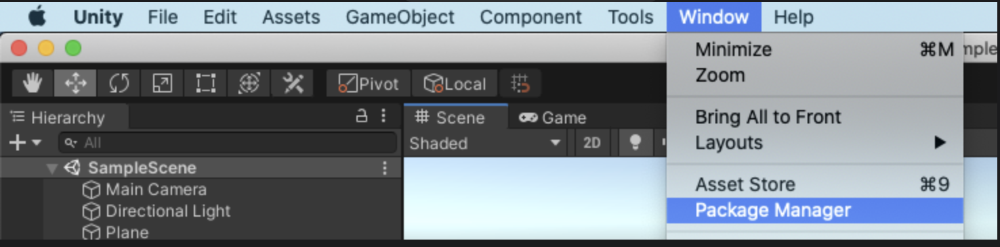 Unity File Edit Assets GameObject Component Tools Window Help
Minimize ⌘M
Zoom
Pivot Local
Bring All to Front
Layouts
Asset Store ⌘9
Package Manager
Hierarchy
All
SampleScene
Main Camera
Directional Light
Plane
Scene Game
Shaded 2D